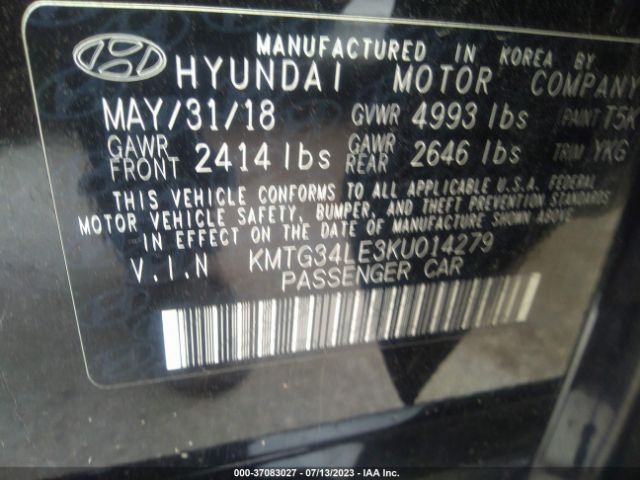 MANUFACTURED IN KOREA BY
HYUNDAI MOTOR COMPANY
MAY/31/18 GVWR 4993 lbs PAINT T5K
GAWR FRONT 2414 lbs GAWR REAR 2646 lbs TRIM YKG
THIS VEHICLE CONFORMS TO ALL APPLICABLE U.S.A. FEDERAL
MOTOR VEHICLE SAFETY, BUMPER, AND THEFT PREVENTION STANDARDS
IN EFFECT ON THE DATE OF MANUFACTURE SHOWN ABOVE.
V.I.N KMTG34LE3KU014279
PASSENGER CAR
000-37083027 - 07/13/2023 - IAA Inc.